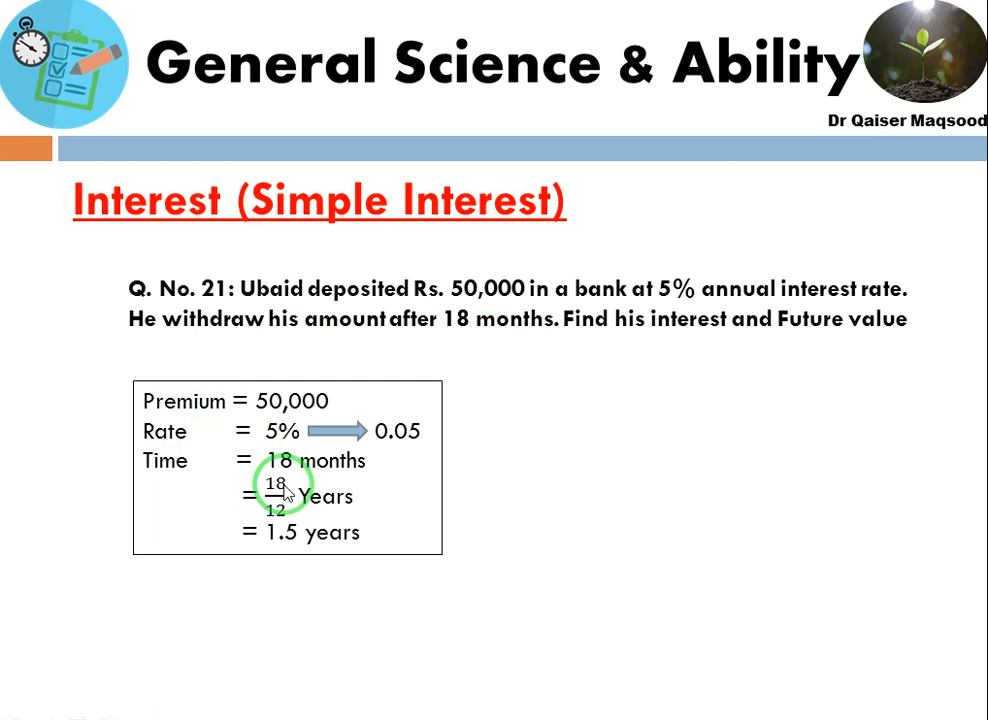 General Science & Ability
Dr Qaiser Maqsood
Interest (Simple Interest)
Q. No. 21: Ubaid deposited Rs. 50,000 in a bank at 5% annual interest rate.
He withdraw his amount after 18 months. Find his interest and Future value
Premium = 50,000
Rate = 5% 0.05
Time = 18 months
= 18/12 Years
= 1.5 years